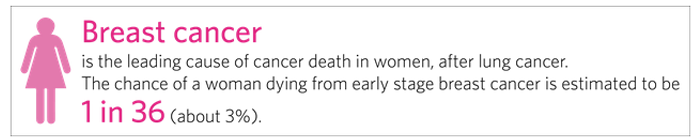 Breast cancer
is the leading cause of cancer death in women, after lung cancer.
The chance of a woman dying from early stage breast cancer is estimated to be
1 in 36 (about 3%).